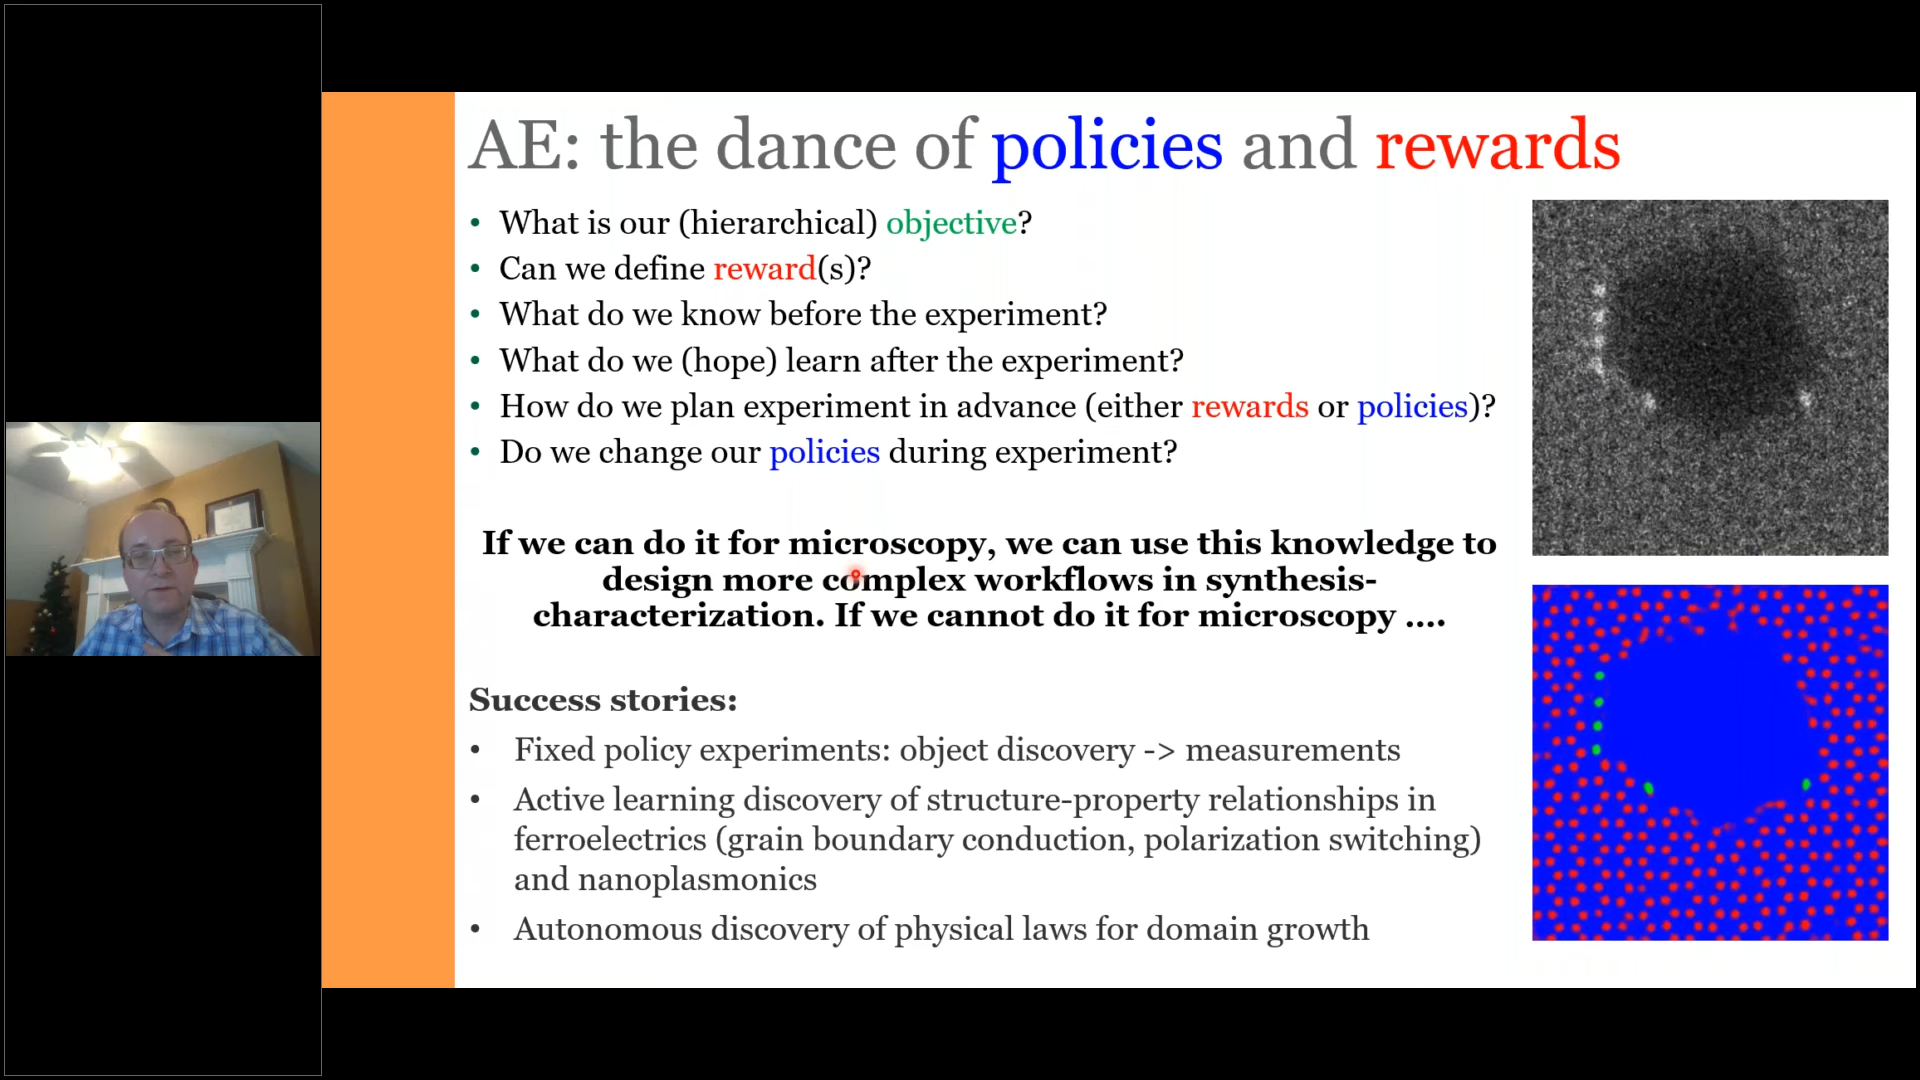 AE: the dance of policies and rewards
• What is our (hierarchical) objective?
• Can we define reward(s)?
• What do we know before the experiment?
• What do we (hope) learn after the experiment?
• How do we plan experiment in advance (either rewards or policies)?
• Do we change our policies during experiment?
If we can do it for microscopy, we can use this knowledge to
design more complex workflows in synthesis-
characterization. If we cannot do it for microscopy ....
Success stories:
• Fixed policy experiments: object discovery -> measurements
• Active learning discovery of structure-property relationships in
ferroelectrics (grain boundary conduction, polarization switching)
and nanoplasmonics
• Autonomous discovery of physical laws for domain growth